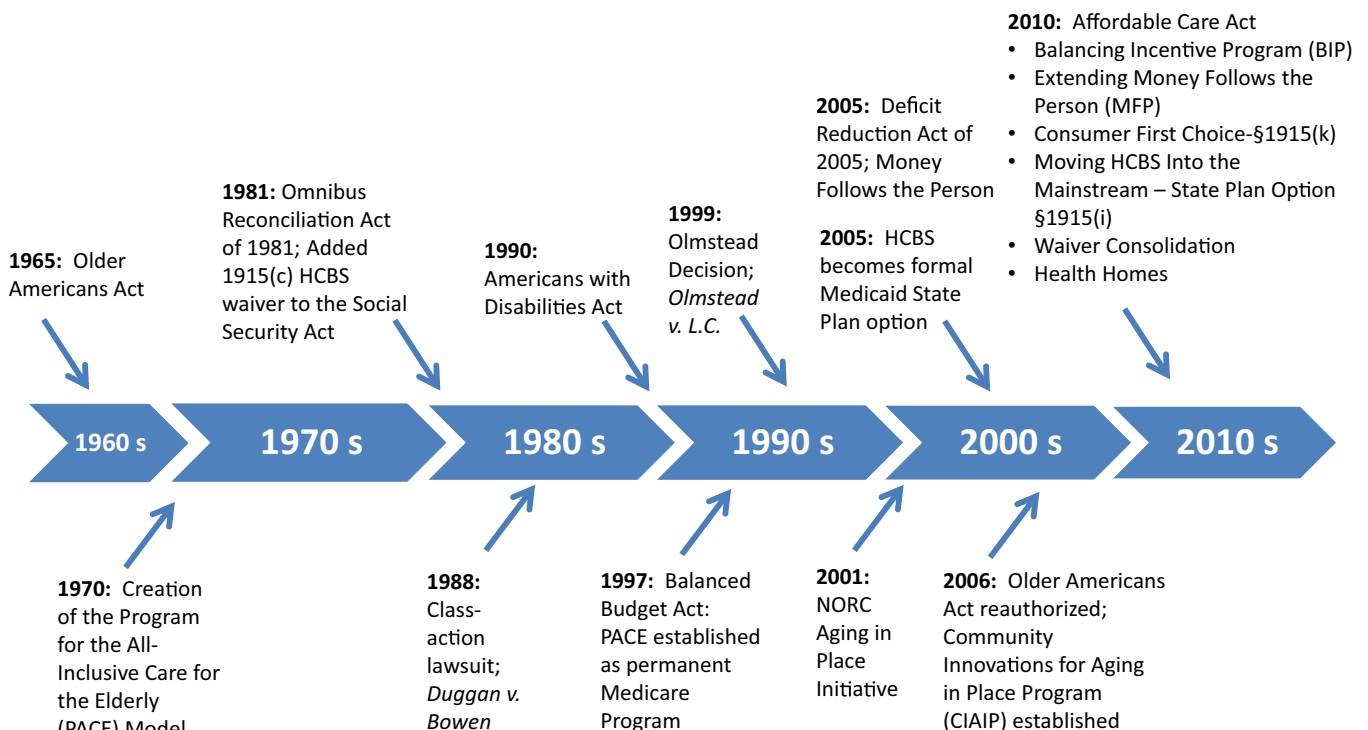 1965: Older
Americans Act
1981: Omnibus
Reconciliation Act
of 1981; Added
1915(c) HCBS
waiver to the Social
Security Act
1990:
Americans with
Disabilities Act
1999:
Olmstead
Decision;
Olmstead
v. L.C.
2005: Deficit
Reduction Act of
2005; Money
Follows the Person
2005: HCBS
becomes formal
Medicaid State
Plan option
2010: Affordable Care Act
• Balancing Incentive Program (BIP)
• Extending Money Follows the
Person (MFP)
• Consumer First Choice-§1915(k)
• Moving HCBS Into the
Mainstream – State Plan Option
§1915(i)
• Waiver Consolidation
• Health Homes
1960 s
1970 s
1980 s
1990 s
2000 s
2010 s
1970: Creation
of the Program
for the All-
Inclusive Care for
the Elderly
(PACE) Model
1988:
Class-
action
lawsuit;
Duggan v.
Bowen
1997: Balanced
Budget Act:
PACE established
as permanent
Medicare
Program
2001:
NORC
Aging in
Place
Initiative
2006: Older Americans
Act reauthorized;
Community
Innovations for Aging
in Place Program
(CIAIP) established